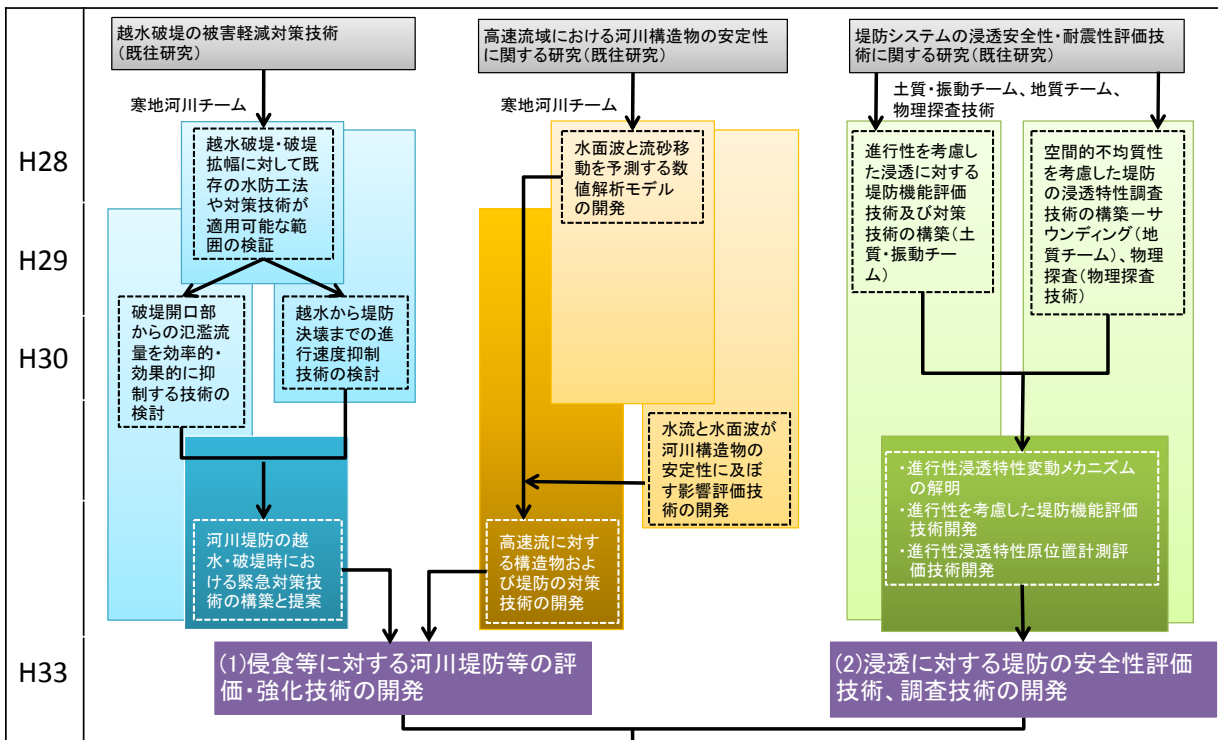 越水破堤の被害軽減対策技術
(既往研究)
高速流域における河川構造物の安定性
に関する研究(既往研究)
堤防システムの浸透安全性・耐震性評価技
術に関する研究(既往研究)
寒地河川チーム
寒地河川チーム
土質・振動チーム、地質チーム、
物理探査技術
H28
H29
H30
H33
越水破堤・破堤
拡幅に対して既
存の水防工法
や対策技術が
適用可能な範
囲の検証
破堤開口部
からの氾濫流
量を効率的・
効果的に抑
制する技術の
検討
越水から堤防
決壊までの進
行速度抑制
技術の検討
河川堤防の越
水・破堤時にお
ける緊急対策技
術の構築と提案
水面波と流砂移
動を予測する数
値解析モデル
の開発
水流と水面波が
河川構造物の
安定性に及ぼ
す影響評価技
術の開発
高速流に対す
る構造物およ
び堤防の対策
技術の開発
進行性を考慮し
た浸透に対する
堤防機能評価
技術及び対策
技術の構築(土
質・振動チー
ム)
空間的不均質性
を考慮した堤防
の浸透特性調査
技術の構築－サ
ウンディング(地
質チーム)、物理
探査(物理探査
技術)
・進行性浸透特性変動メカニズム
の解明
・進行性を考慮した堤防機能評価
技術開発
・進行性浸透特性原位置計測評
価技術開発
(1)侵食等に対する河川堤防等の評
価・強化技術の開発
(2)浸透に対する堤防の安全性評価
技術、調査技術の開発